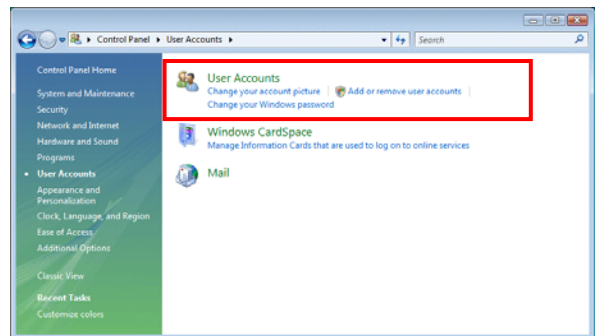 Control Panel ▸ User Accounts ▸
Search
Control Panel Home
System and Maintenance
Security
Network and Internet
Hardware and Sound
Programs
• User Accounts
Appearance and
Personalization
Clock, Language, and Region
Ease of Access
Additional Options
Classic View
Recent Tasks
Customize colors
User Accounts
Change your account picture | Add or remove user accounts |
Change your Windows password
Windows CardSpace
Manage Information Cards that are used to log on to online services
Mail